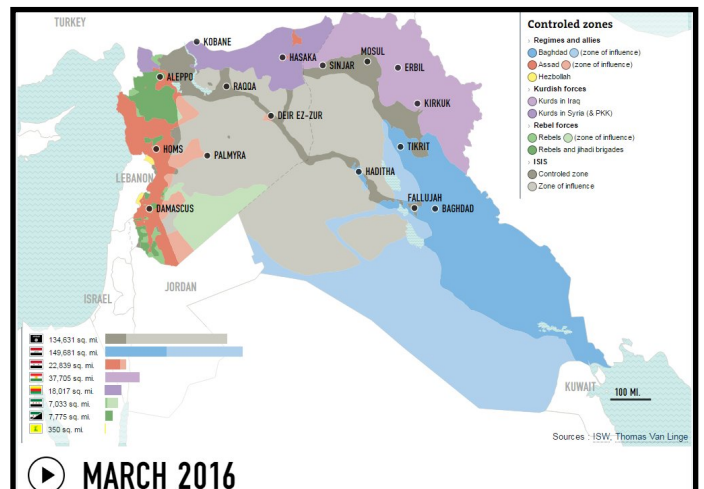 TURKEY
KOBANE
HASAKA
MOSUL
SINJAR
ERBIL
ALEPPO
RAQQA
KIRKUK
DEIR EZ-ZUR
TIKRIT
HOMS
PALMYRA
HADITHA
LEBANON
FALLUJAH
DAMASCUS
BAGHDAD
JORDAN
ISRAEL
KUWAIT
100 MI.
Controled zones
Regimes and allies
Baghdad (zone of influence)
Assad (zone of influence)
Hezbollah
Kurdish forces
Kurds in Iraq
Kurds in Syria (& PKK)
Rebel forces
Rebels (zone of influence)
Rebels and jihadi brigades
ISIS
Controled zone
Zone of influence
134,631 sq. mi.
149,681 sq. mi.
22,839 sq. mi.
37,705 sq. mi.
18,017 sq. mi.
7,033 sq. mi.
7,775 sq. mi.
350 sq. mi.
Sources : ISW, Thomas Van Linge
MARCH 2016